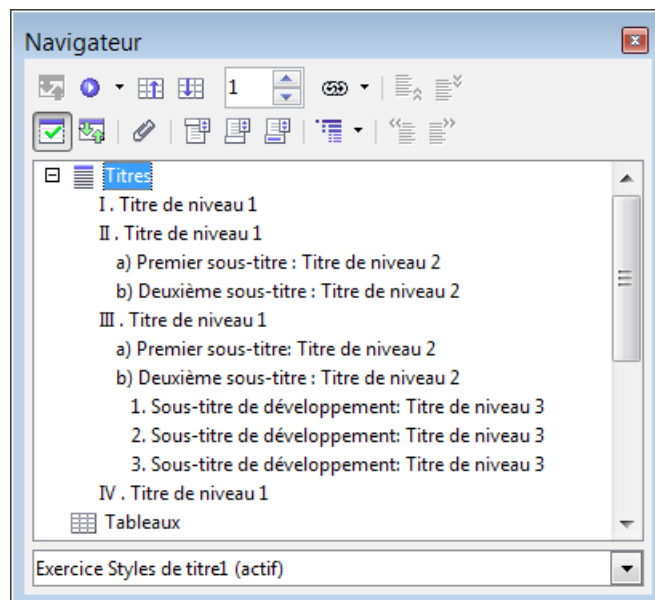 Navigateur
1
Titres
I . Titre de niveau 1
II . Titre de niveau 1
a) Premier sous-titre : Titre de niveau 2
b) Deuxième sous-titre : Titre de niveau 2
III . Titre de niveau 1
a) Premier sous-titre: Titre de niveau 2
b) Deuxième sous-titre : Titre de niveau 2
1. Sous-titre de développement: Titre de niveau 3
2. Sous-titre de développement: Titre de niveau 3
3. Sous-titre de développement: Titre de niveau 3
IV . Titre de niveau 1
Tableaux
Exercice Styles de titre1 (actif)